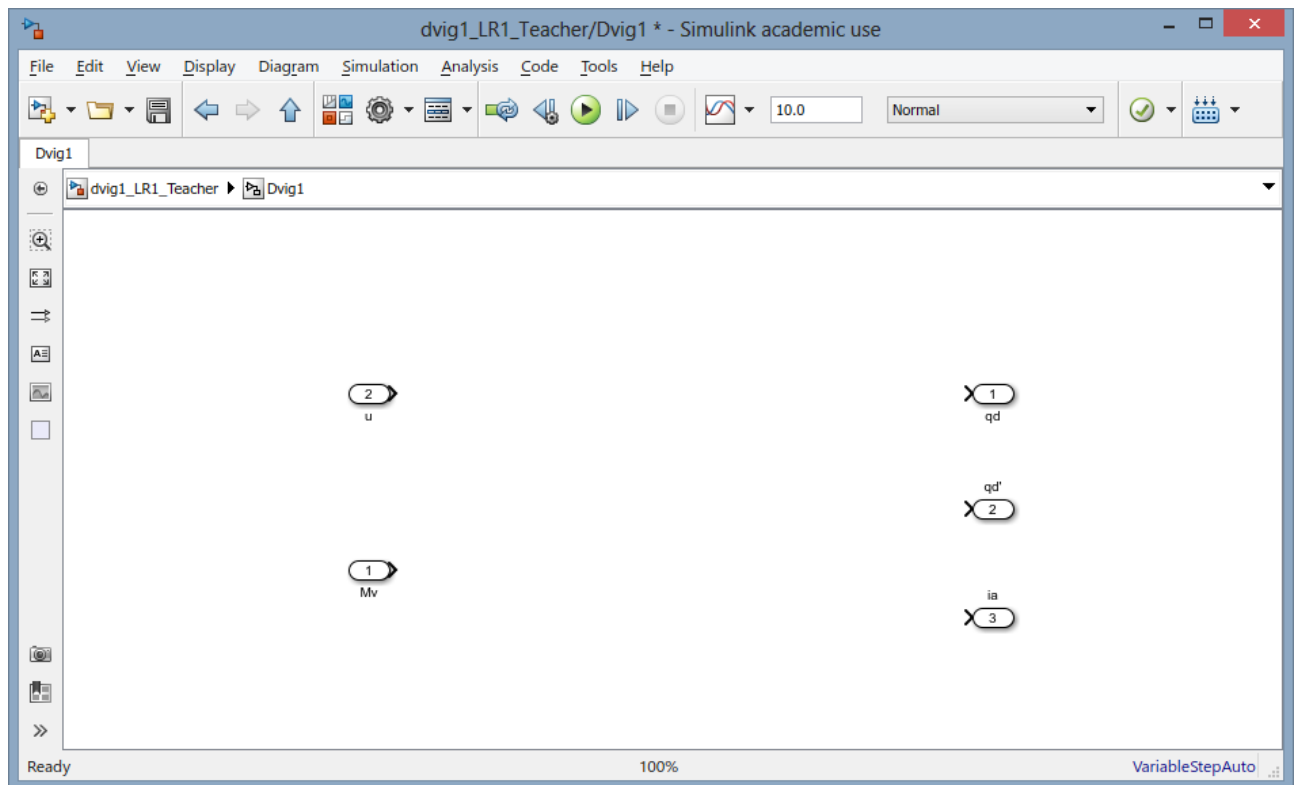 dvig1_LR1_Teacher/Dvig1 * - Simulink academic use
File Edit View Display Diagram Simulation Analysis Code Tools Help
10.0 Normal
Dvig1
dvig1_LR1_Teacher Dvig1
2
u
1
qd
qd'
2
1
Mv
ia
3
Ready 100% VariableStepAuto